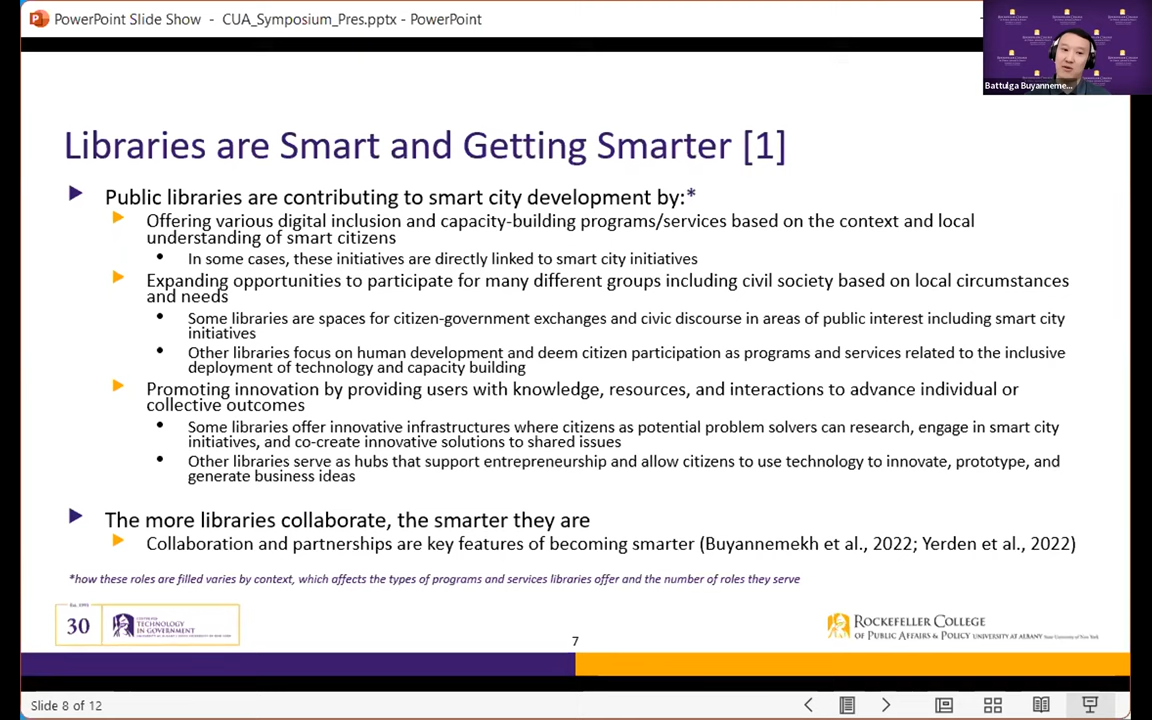 PowerPoint Slide Show - CUA_Symposium_Pres.pptx - PowerPoint
Battulga Buyanneme...
Libraries are Smart and Getting Smarter [1]
Public libraries are contributing to smart city development by:*
Offering various digital inclusion and capacity-building programs/services based on the context and local
understanding of smart citizens
In some cases, these initiatives are directly linked to smart city initiatives
Expanding opportunities to participate for many different groups including civil society based on local circumstances
and needs
Some libraries are spaces for citizen-government exchanges and civic discourse in areas of public interest including smart city
initiatives
Other libraries focus on human development and deem citizen participation as programs and services related to the inclusive
deployment of technology and capacity building
Promoting innovation by providing users with knowledge, resources, and interactions to advance individual or
collective outcomes
Some libraries offer innovative infrastructures where citizens as potential problem solvers can research, engage in smart city
initiatives, and co-create innovative solutions to shared issues
Other libraries serve as hubs that support entrepreneurship and allow citizens to use technology to innovate, prototype, and
generate business ideas
The more libraries collaborate, the smarter they are
Collaboration and partnerships are key features of becoming smarter (Buyannemekh et al., 2022; Yerden et al., 2022)
*how these roles are filled varies by context, which affects the types of programs and services libraries offer and the number of roles they serve
Est. 1993
30
CENTER FOR
TECHNOLOGY
IN GOVERNMENT
7
ROCKEFELLER COLLEGE
OF PUBLIC AFFAIRS & POLICY UNIVERSITY AT ALBANY State University of New York
Slide 8 of 12